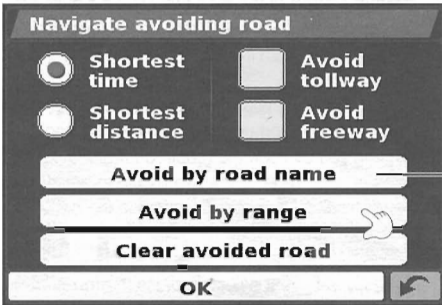 Navigate avoiding road
Shortest
time
Avoid
tollway
Shortest
distance
Avoid
freeway
Avoid by road name
Avoid by range
Clear avoided road
OK